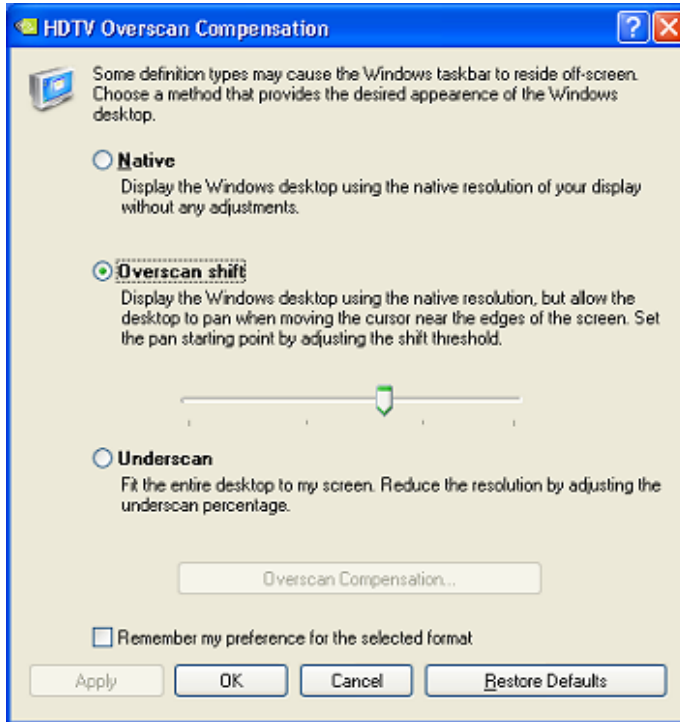 HDTV Overscan Compensation
Some definition types may cause the Windows taskbar to reside off-screen.
Choose a method that provides the desired appearence of the Windows
desktop.
Native
Display the Windows desktop using the native resolution of your display
without any adjustments.
Overscan shift
Display the Windows desktop using the native resolution, but allow the
desktop to pan when moving the cursor near the edges of the screen. Set
the pan starting point by adjusting the shift threshold.
Underscan
Fit the entire desktop to my screen. Reduce the resolution by adjusting the
underscan percentage.
Overscan Compensation...
Remember my preference for the selected format
Apply OK Cancel Restore Defaults